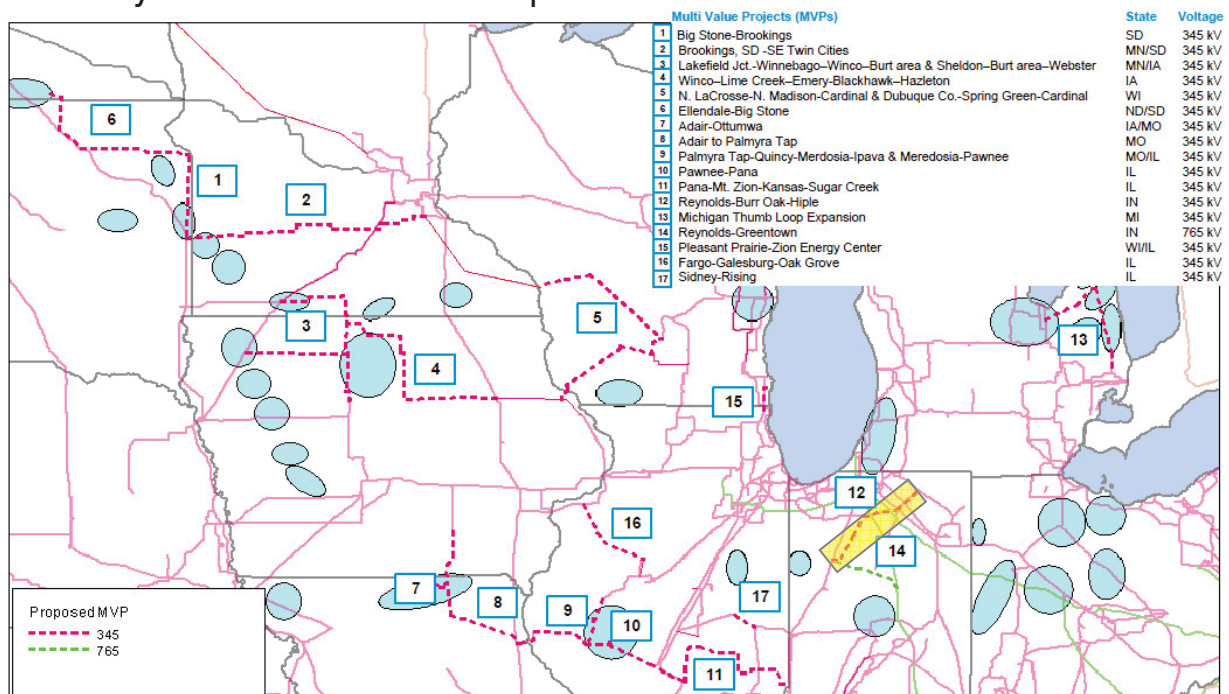 Multi Value Projects (MVPs) State Voltage
1 Big Stone-Brookings SD 345 kV
2 Brookings, SD -SE Twin Cities MN/SD 345 kV
3 Lakefield Jct.-Winnebago–Winco–Burt area & Sheldon–Burt area–Webster MN/IA 345 kV
4 Winco–Lime Creek–Emery-Blackhawk–Hazleton IA 345 kV
5 N. LaCrosse-N. Madison-Cardinal & Dubuque Co.-Spring Green-Cardinal WI 345 kV
6 Ellendale-Big Stone ND/SD 345 kV
7 Adair-Ottumwa IA/MO 345 kV
8 Adair to Palmyra Tap MO 345 kV
9 Palmyra Tap-Quincy-Merdosia-Ipava & Meredosia-Pawnee MO/IL 345 kV
10 Pawnee-Pana IL 345 kV
11 Pana-Mt. Zion-Kansas-Sugar Creek IL 345 kV
12 Reynolds-Burr Oak-Hiple IN 345 kV
13 Michigan Thumb Loop Expansion MI 345 kV
14 Reynolds-Greentown IN 765 kV
15 Pleasant Prairie-Zion Energy Center WI/IL 345 kV
16 Fargo-Galesburg-Oak Grove IL 345 kV
17 Sidney-Rising IL 345 kV
6
1
2
5
3
13
4
15
12
16
14
7
8
9
10
17
11
Proposed MVP
345
765